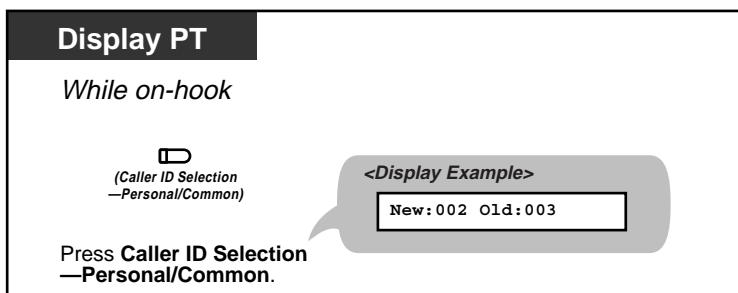 Display PT
While on-hook
(Caller ID Selection
—Personal/Common)
<Display Example>
New:002 Old:003
Press Caller ID Selection
—Personal/Common.